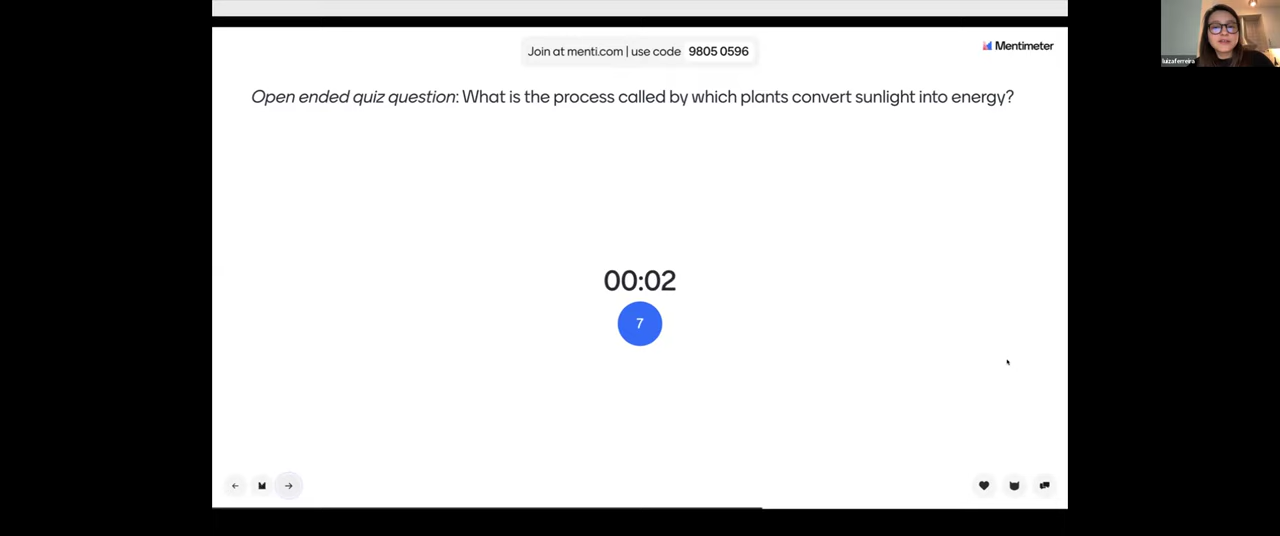 Join at menti.com | use code 9805 0596
Mentimeter
luizaferreira
Open ended quiz question: What is the process called by which plants convert sunlight into energy?
00:02
7